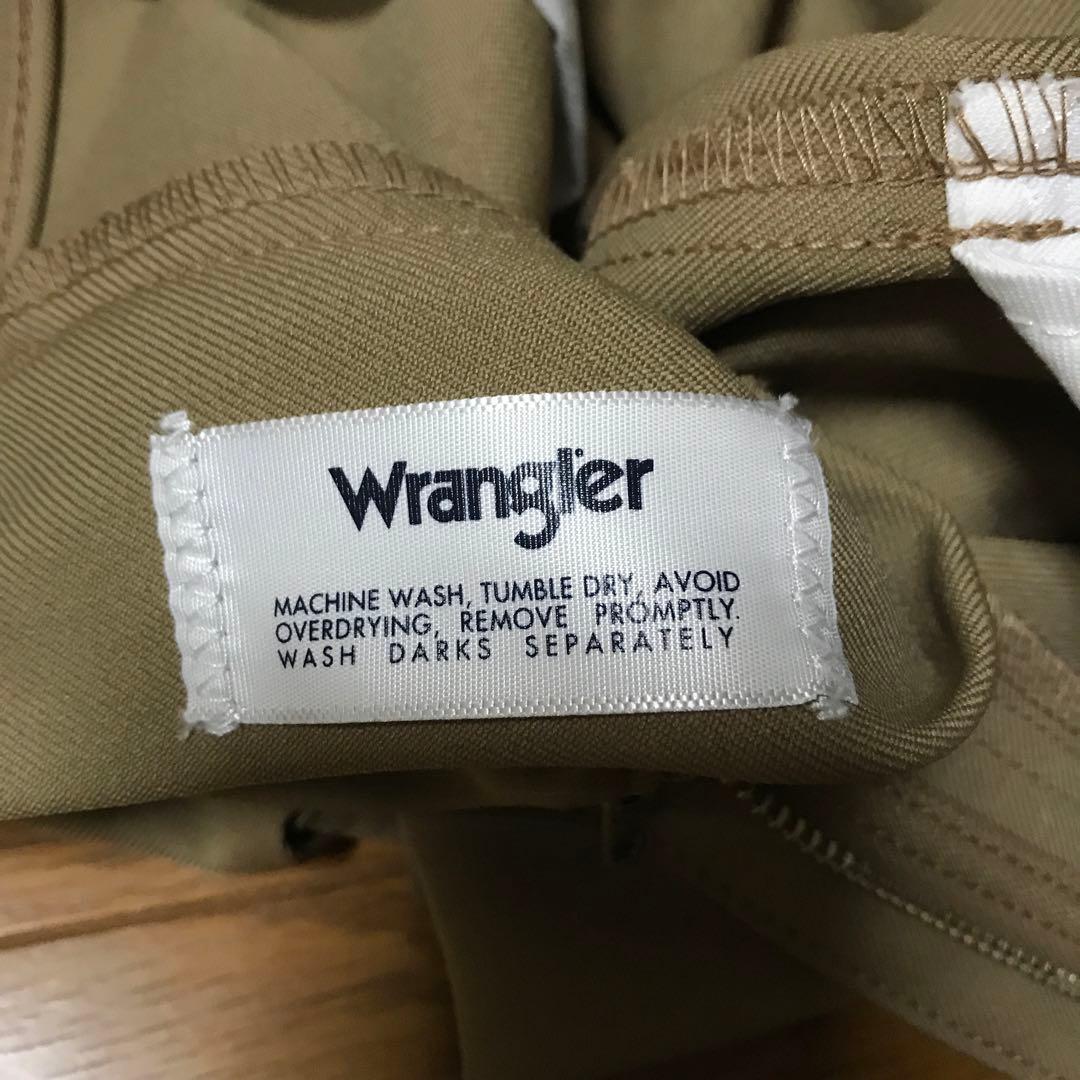 Wrangler
MACHINE WASH, TUMBLE DRY, AVOID
OVERDRYING, REMOVE PROMPTLY.
WASH DARKS SEPARATELY